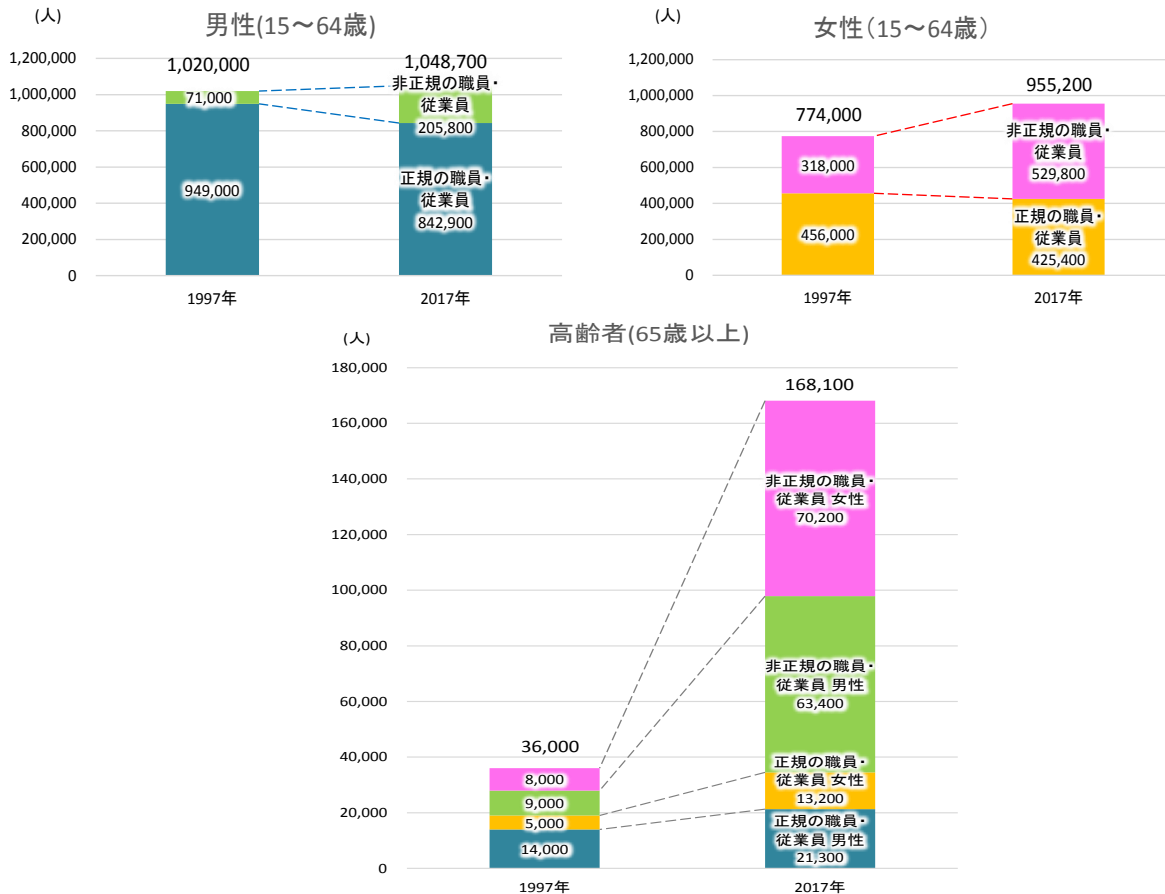 (人)
男性(15～64歳)
1,200,000
1,000,000
800,000
600,000
400,000
200,000
0
1,020,000
71,000
949,000
1,048,700
非正規の職員・
従業員
205,800
正規の職員・
従業員
842,900
1997年
2017年
(人)
女性（15～64歳）
1,200,000
1,000,000
800,000
600,000
400,000
200,000
0
774,000
318,000
456,000
955,200
非正規の職員・
従業員
529,800
正規の職員・
従業員
425,400
1997年
2017年
(人)
高齢者(65歳以上)
180,000
160,000
140,000
120,000
100,000
80,000
60,000
40,000
20,000
0
36,000
8,000
9,000
5,000
14,000
168,100
非正規の職員・
従業員 女性
70,200
非正規の職員・
従業員 男性
63,400
正規の職員・
従業員 女性
13,200
正規の職員・
従業員 男性
21,300
1997年
2017年